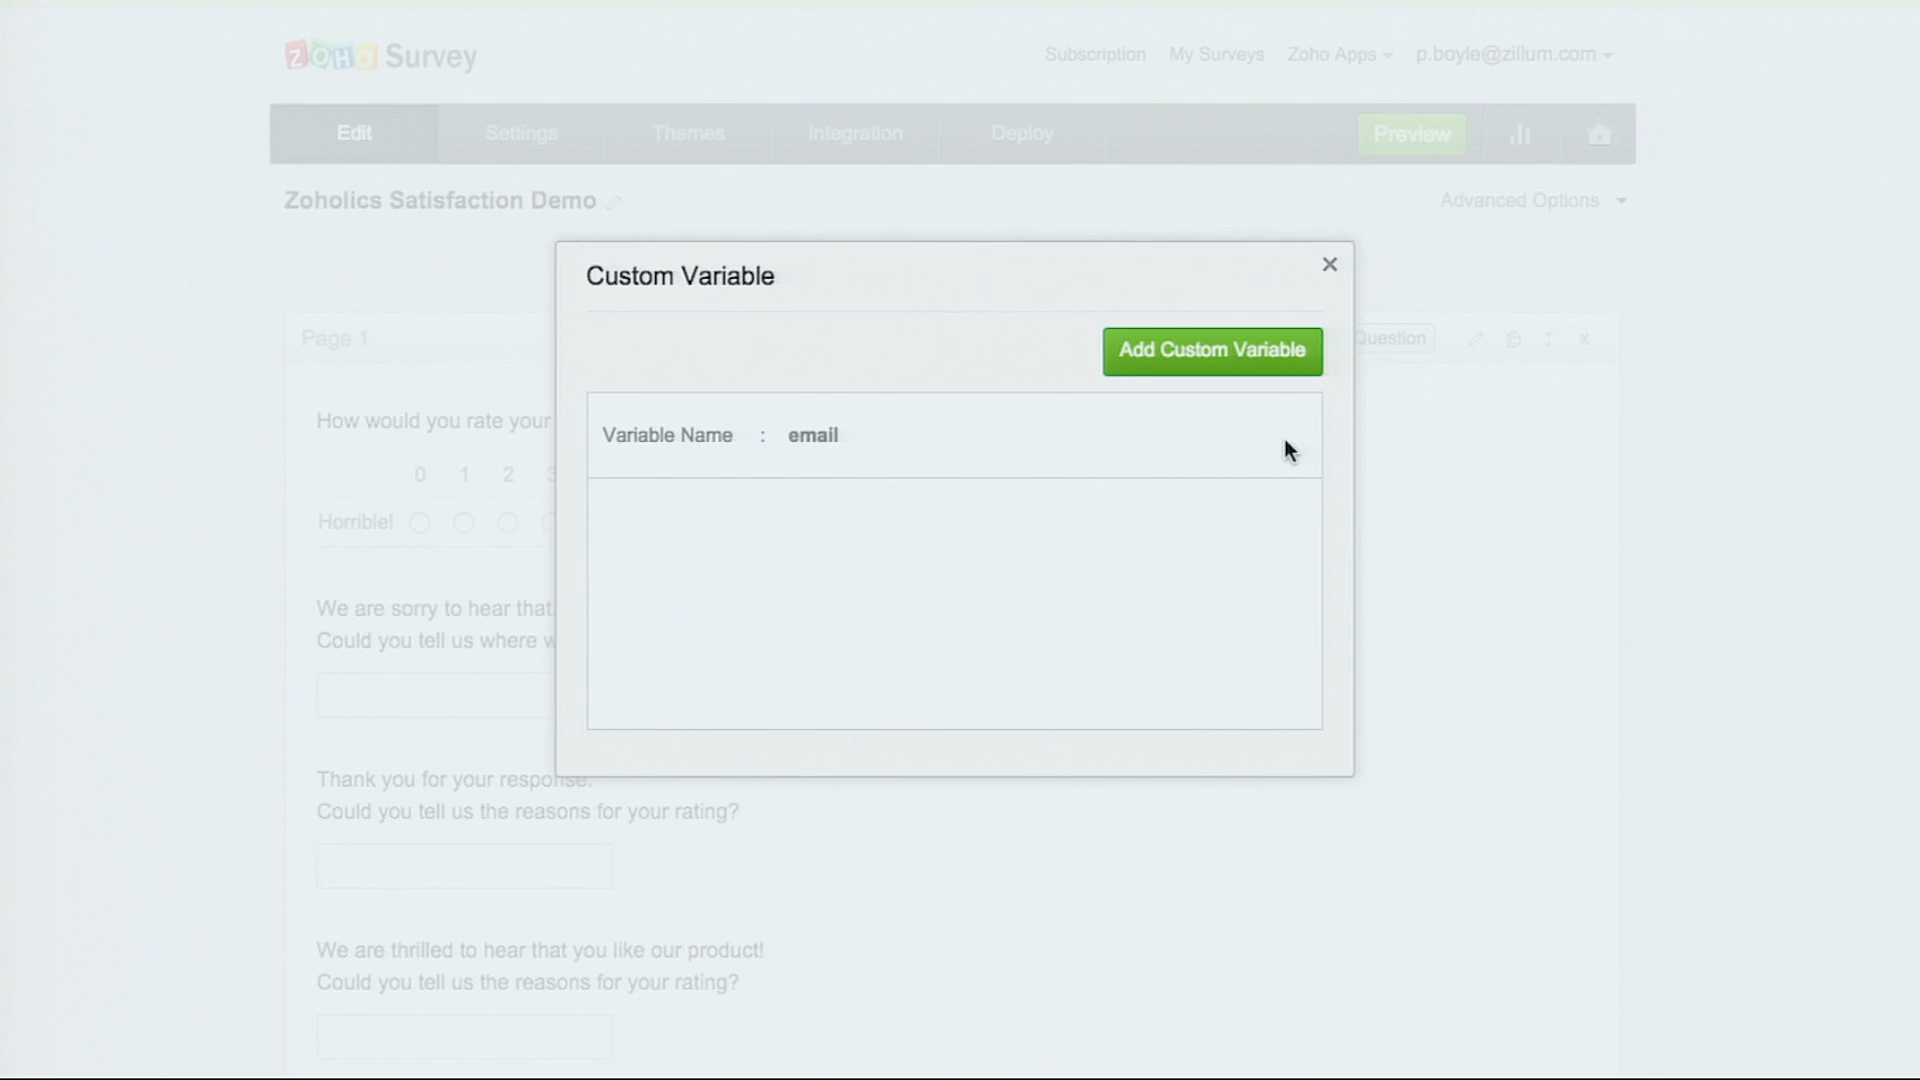 ZOHO Survey
Subscription My Surveys Zoho Apps p.boyle@zillum.com
Edit Settings Themes Integration Deploy Preview
Zoholics Satisfaction Demo Advanced Options
Custom Variable
Page 1 Question
Add Custom Variable
How would you rate your
Variable Name : email
0 1 2 3
Horrible!
We are sorry to hear that.
Could you tell us where w
Thank you for your response.
Could you tell us the reasons for your rating?
We are thrilled to hear that you like our product!
Could you tell us the reasons for your rating?